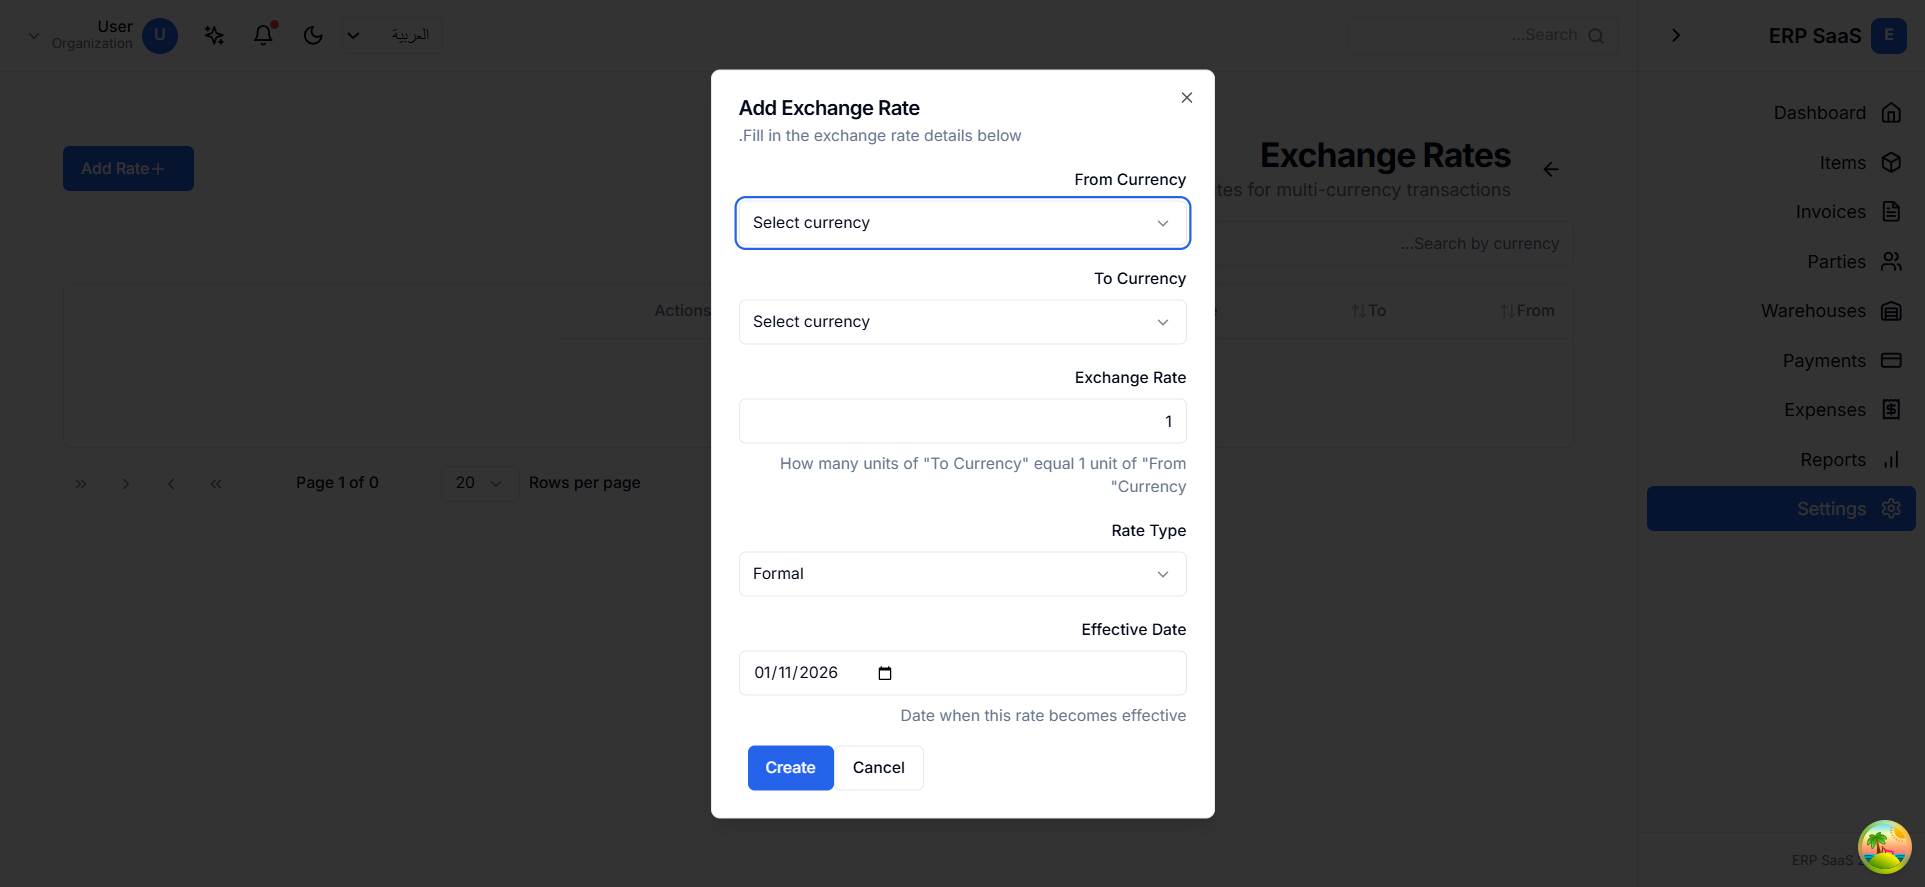 User
Organization
U
العربية
Search...
ERP SaaS
E
Dashboard
Items
Invoices
Parties
Warehouses
Payments
Expenses
Reports
Settings
Add Rate
Exchange Rates
tes for multi-currency transactions
Search by currency...
Actions
To
From
Page 1 of 0
20
Rows per page
Add Exchange Rate
.Fill in the exchange rate details below
From Currency
Select currency
To Currency
Select currency
Exchange Rate
1
How many units of "To Currency" equal 1 unit of "From
"Currency
Rate Type
Formal
Effective Date
01/11/2026
Date when this rate becomes effective
Create
Cancel
ERP SaaS